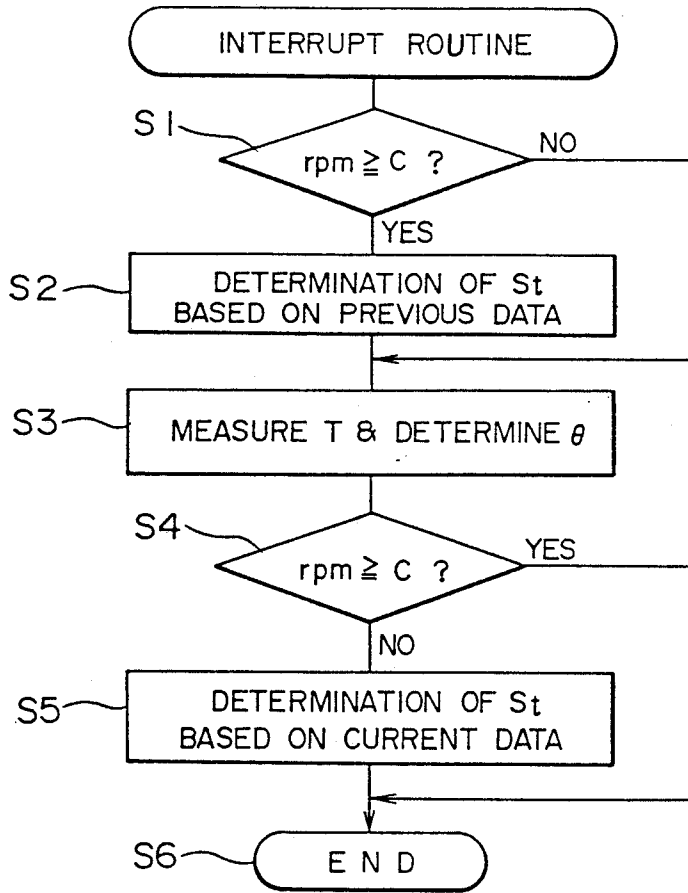 INTERRUPT ROUTINE
S1
rpm ≧ C ?
NO
YES
S2
DETERMINATION OF St
BASED ON PREVIOUS DATA
S3
MEASURE T & DETERMINE θ
S4
rpm ≧ C ?
YES
NO
S5
DETERMINATION OF St
BASED ON CURRENT DATA
S6
END